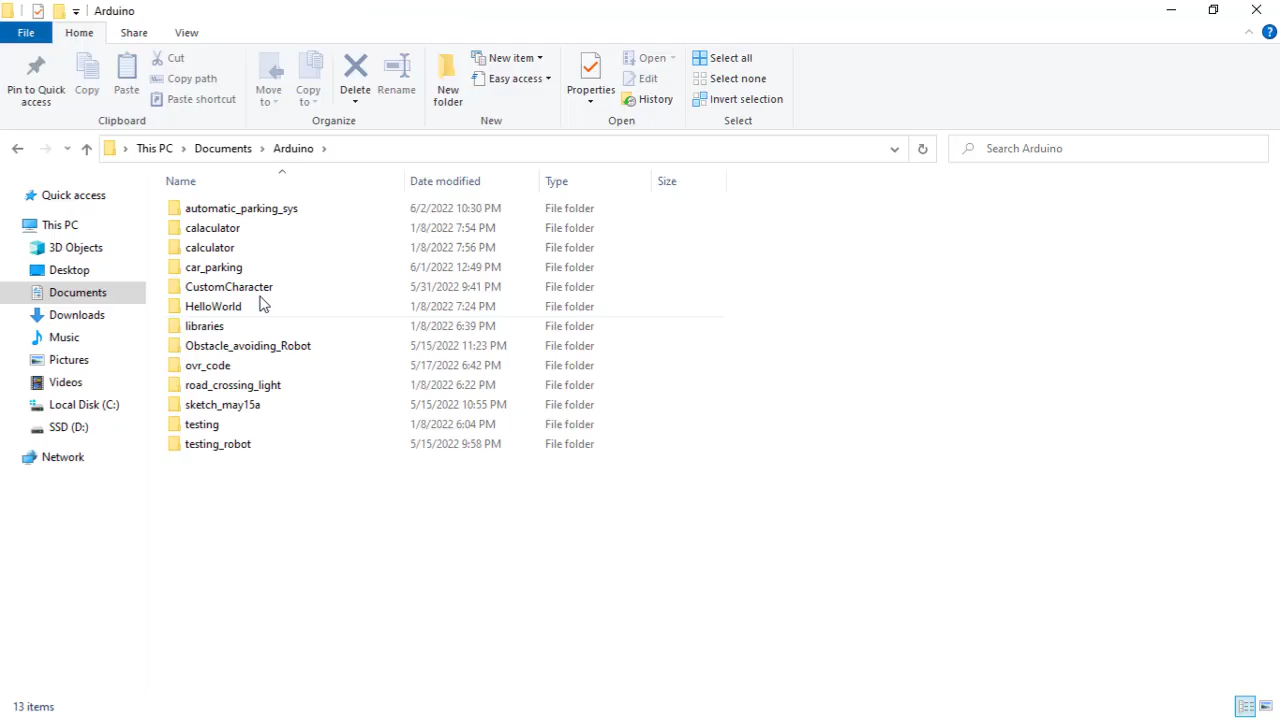 Arduino
File Home Share View
Pin to Quick access
Copy
Paste
Cut
Copy path
Paste shortcut
Clipboard
Move to
Copy to
Delete
Rename
Organize
New folder
New item
Easy access
New
Properties
Open
Edit
History
Open
Select all
Select none
Invert selection
Select
This PC Documents Arduino
Search Arduino
Quick access
This PC
3D Objects
Desktop
Documents
Downloads
Music
Pictures
Videos
Local Disk (C:)
SSD (D:)
Network
Name Date modified Type Size
automatic_parking_sys 6/2/2022 10:30 PM File folder
calaculator 1/8/2022 7:54 PM File folder
calculator 1/8/2022 7:56 PM File folder
car_parking 6/1/2022 12:49 PM File folder
CustomCharacter 5/31/2022 9:41 PM File folder
HelloWorld 1/8/2022 7:24 PM File folder
libraries 1/8/2022 6:39 PM File folder
Obstacle_avoiding_Robot 5/15/2022 11:23 PM File folder
ovr_code 5/17/2022 6:42 PM File folder
road_crossing_light 1/8/2022 6:22 PM File folder
sketch_may15a 5/15/2022 10:55 PM File folder
testing 1/8/2022 6:04 PM File folder
testing_robot 5/15/2022 9:58 PM File folder
13 items